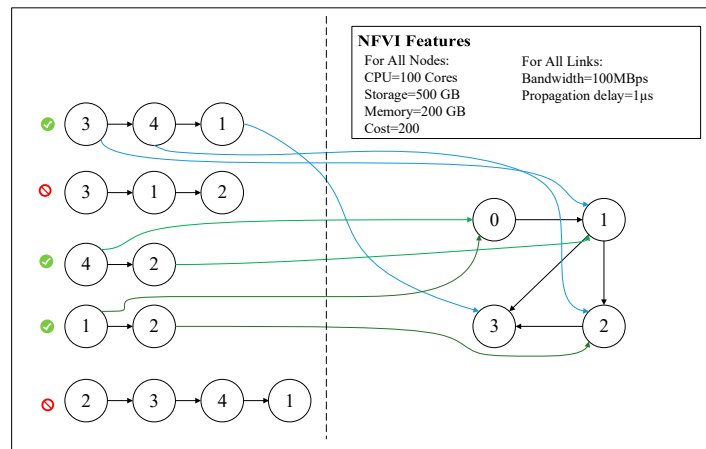 NFVI Features
For All Nodes:
CPU=100 Cores
Storage=500 GB
Memory=200 GB
Cost=200
For All Links:
Bandwidth=100MBps
Propagation delay=1μs
3 4 1
3 1 2
4 2
1 2
2 3 4 1
0 1
3 2